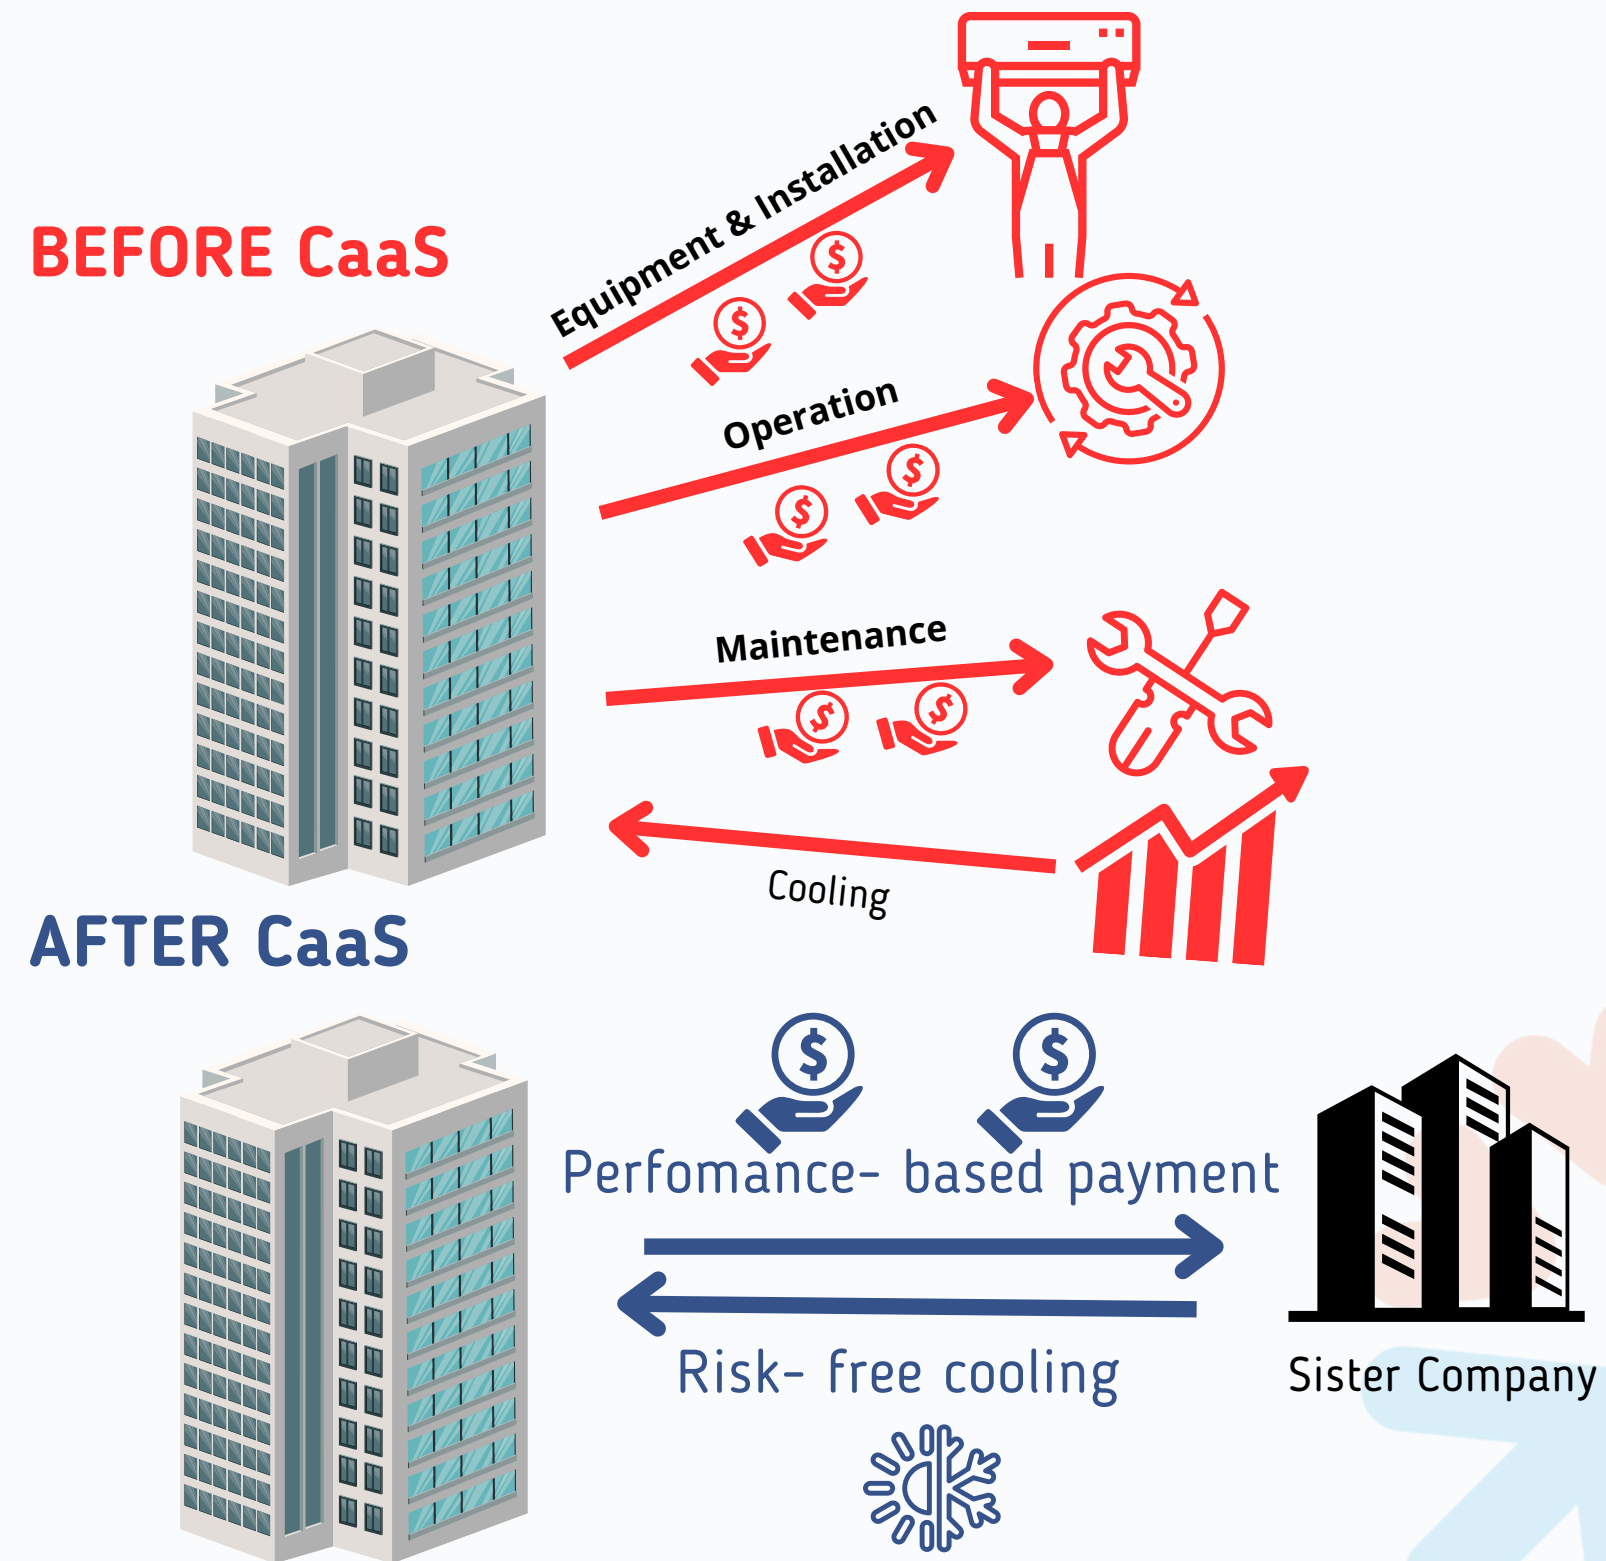 BEFORE CaaS
Equipment & Installation
Operation
Maintenance
Cooling
AFTER CaaS
Perfomance- based payment
Risk- free cooling
Sister Company